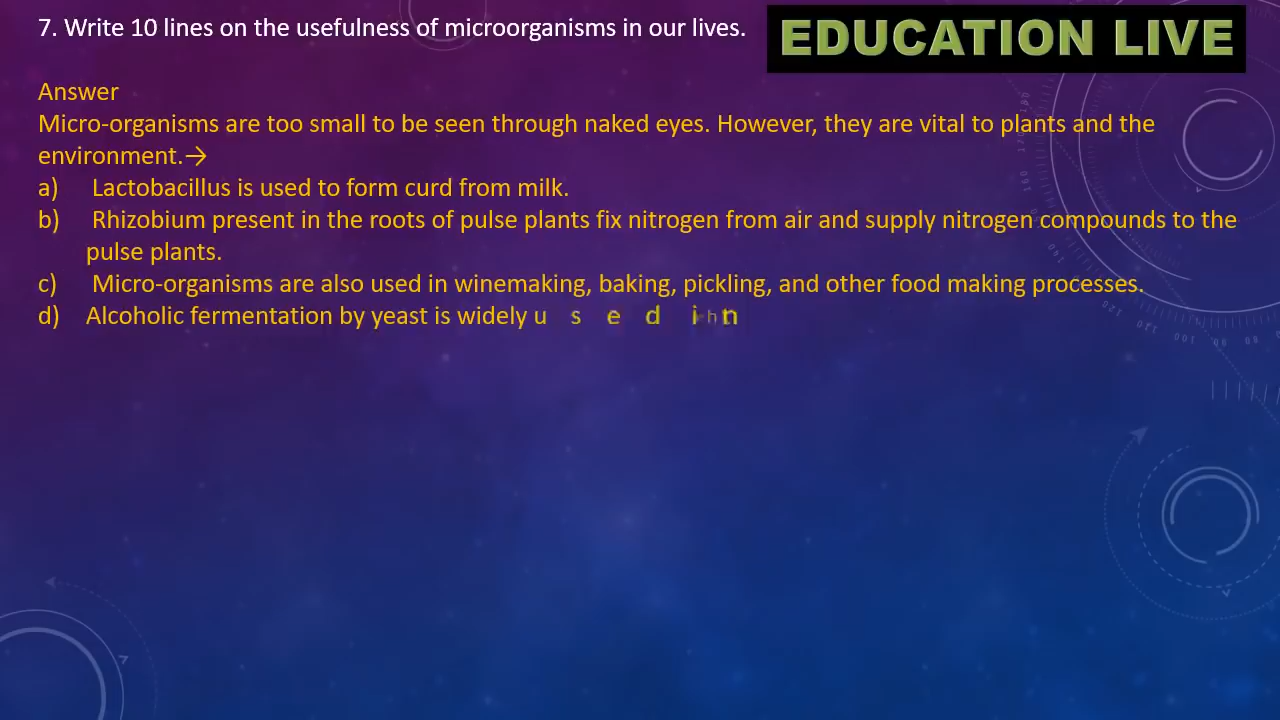 7. Write 10 lines on the usefulness of microorganisms in our lives.
EDUCATION LIVE
Answer
Micro-organisms are too small to be seen through naked eyes. However, they are vital to plants and the
environment.→
a) Lactobacillus is used to form curd from milk.
b) Rhizobium present in the roots of pulse plants fix nitrogen from air and supply nitrogen compounds to the
pulse plants.
c) Micro-organisms are also used in winemaking, baking, pickling, and other food making processes.
d) Alcoholic fermentation by yeast is widely used in